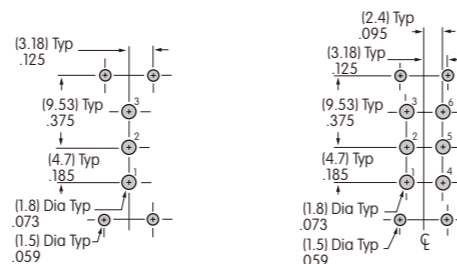 (3.18) Typ
.125
(9.53) Typ
.375
(4.7) Typ
.185
(1.8) Dia Typ
.073
(1.5) Dia Typ
.059
3
2
1
(2.4) Typ
.095
(3.18) Typ
.125
(9.53) Typ
.375
(4.7) Typ
.185
(1.8) Dia Typ
.073
(1.5) Dia Typ
.059
3 6
2 5
1 4
℄